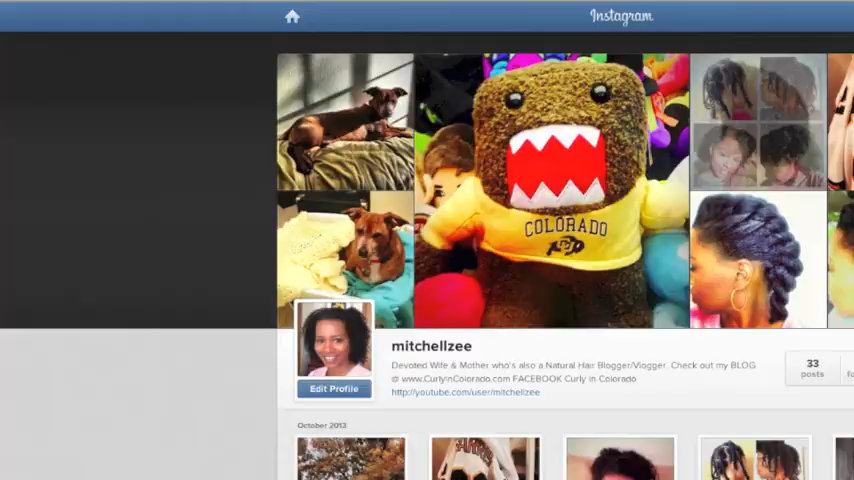 Instagram
COLORADO
CU
mitchellzee
Devoted Wife & Mother who's also a Natural Hair Blogger/Vlogger. Check out my BLOG
@ www.CurlyinColorado.com FACEBOOK Curly in Colorado
http://youtube.com/user/mitchellzee
33
posts
Edit Profile
October 2013